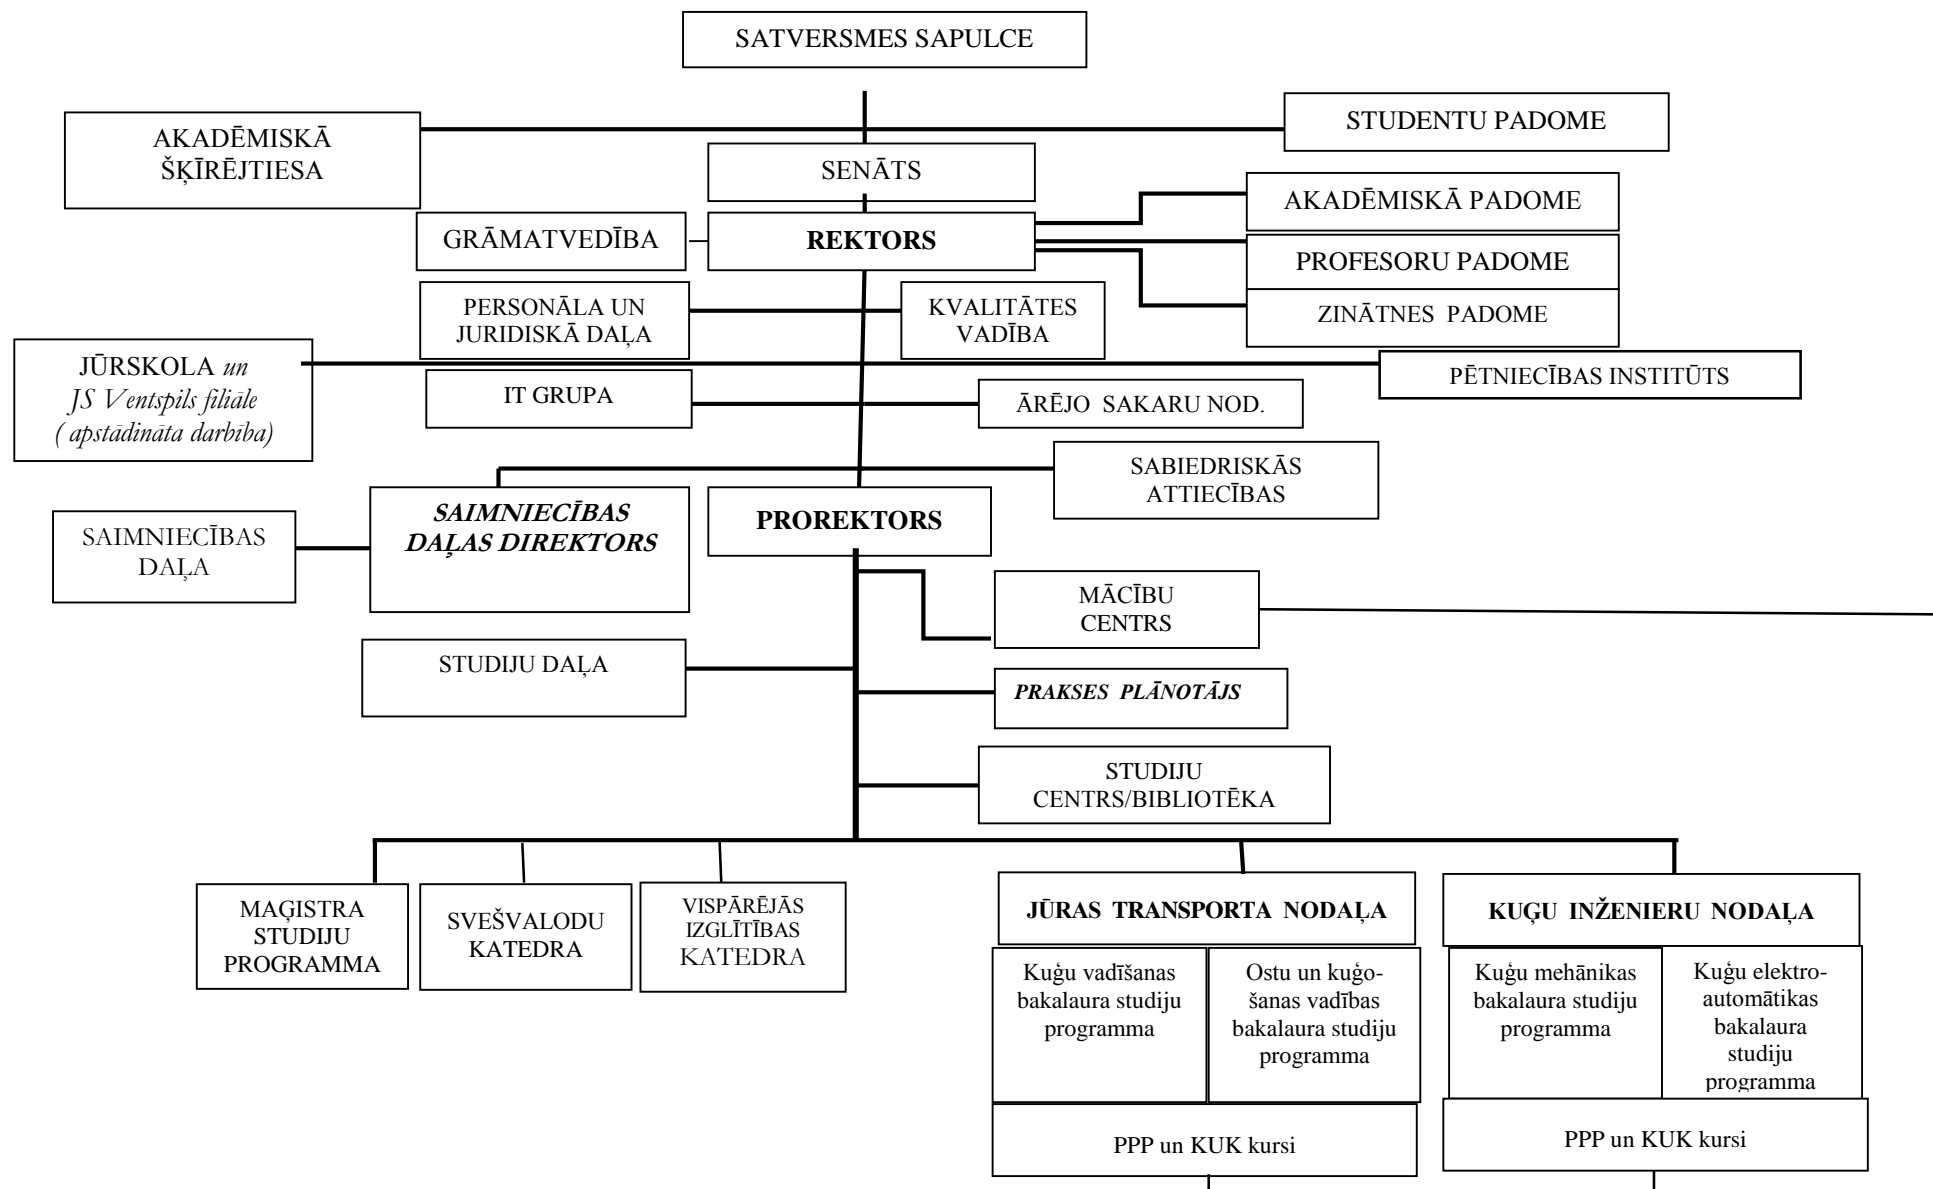 SATVERSMES SAPULCE
AKADĒMISKĀ
ŠĶĪRĒJTIESA
STUDENTU PADOME
SENĀTS
AKADĒMISKĀ PADOME
GRĀMATVEDĪBA
REKTORS
PROFESORU PADOME
PERSONĀLA UN
JURIDISKĀ DAĻA
KVALITĀTES
VADĪBA
ZINĀTNES PADOME
JŪRSKOLA un
JS Ventspils filiāle
( apstādināta darbība)
IT GRUPA
ĀRĒJO SAKARU NOD.
PĒTNIECĪBAS INSTITŪTS
SABIEDRISKĀS
ATTIECĪBAS
SAIMNIECĪBAS
DAĻA
SAIMNIECĪBAS
DAĻAS DIREKTORS
PROREKTORS
MĀCĪBU
CENTRS
STUDIJU DAĻA
PRAKSES PLĀNOTĀJS
STUDIJU
CENTRS/BIBLIOTĒKA
MAĢISTRA
STUDIJU
PROGRAMMA
SVEŠVALODU
KATEDRA
VISPĀRĒJĀS
IZGLĪTĪBAS
KATEDRA
JŪRAS TRANSPORTA NODAĻA
KUĢU INŽENIERU NODAĻA
Kuģu vadīšanas
bakalaura studiju
programma
Ostu un kuģo-
šanas vadības
bakalaura studiju
programma
Kuģu mehānikas
bakalaura studiju
programma
Kuģu elektro-
automātikas
bakalaura
studiju
programma
PPP un KUK kursi
PPP un KUK kursi